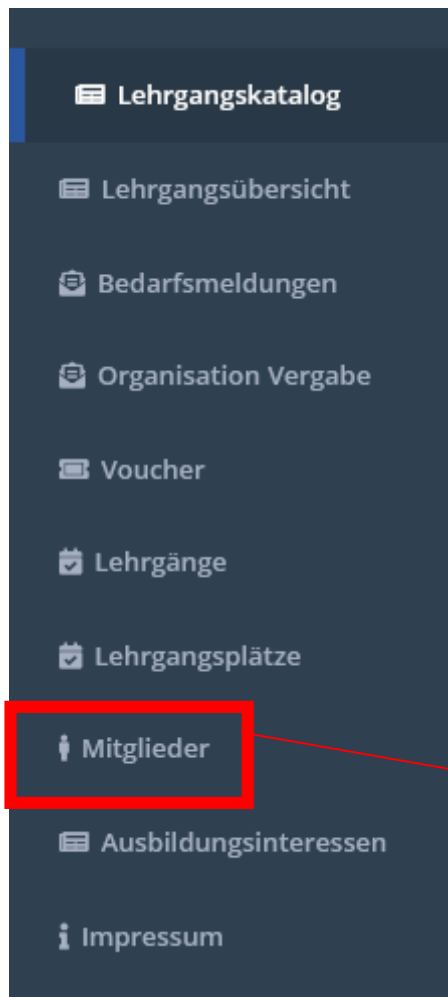 Lehrgangskatalog
Lehrgangsübersicht
Bedarfsmeldungen
Organisation Vergabe
Voucher
Lehrgänge
Lehrgangsplätze
Mitglieder
Ausbildungsinteressen
Impressum